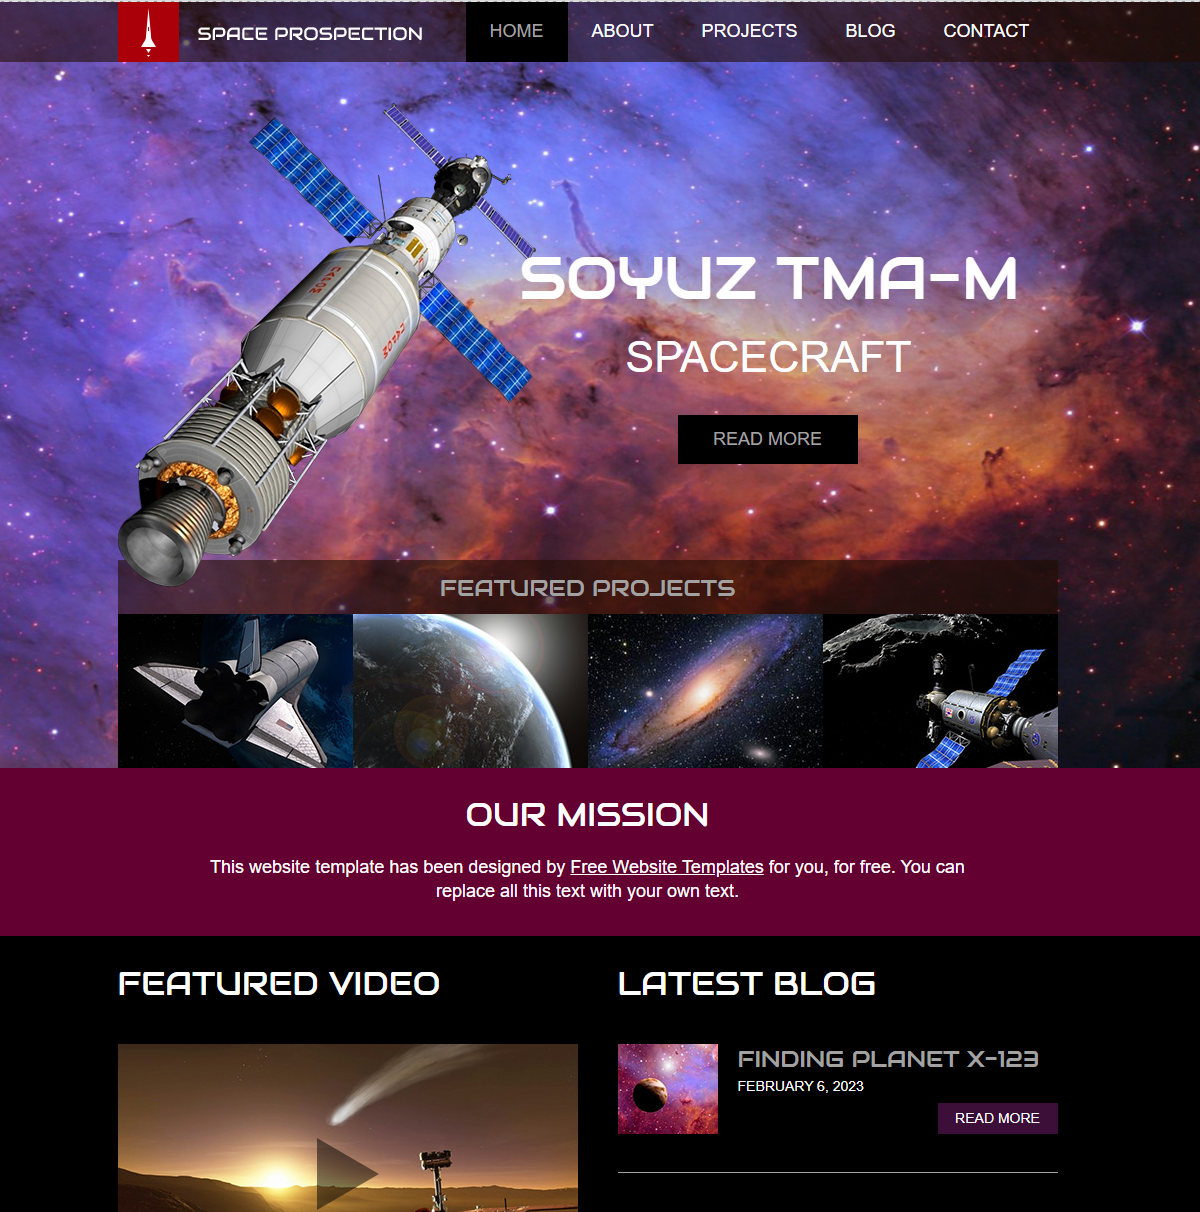 SPACE PROSPECTION
HOME
ABOUT
PROJECTS
BLOG
CONTACT
SOYUZ TMA-M
SPACECRAFT
READ MORE
FEATURED PROJECTS
OUR MISSION
This website template has been designed by Free Website Templates for you, for free. You can
replace all this text with your own text.
FEATURED VIDEO
LATEST BLOG
FINDING PLANET X-123
FEBRUARY 6, 2023
READ MORE